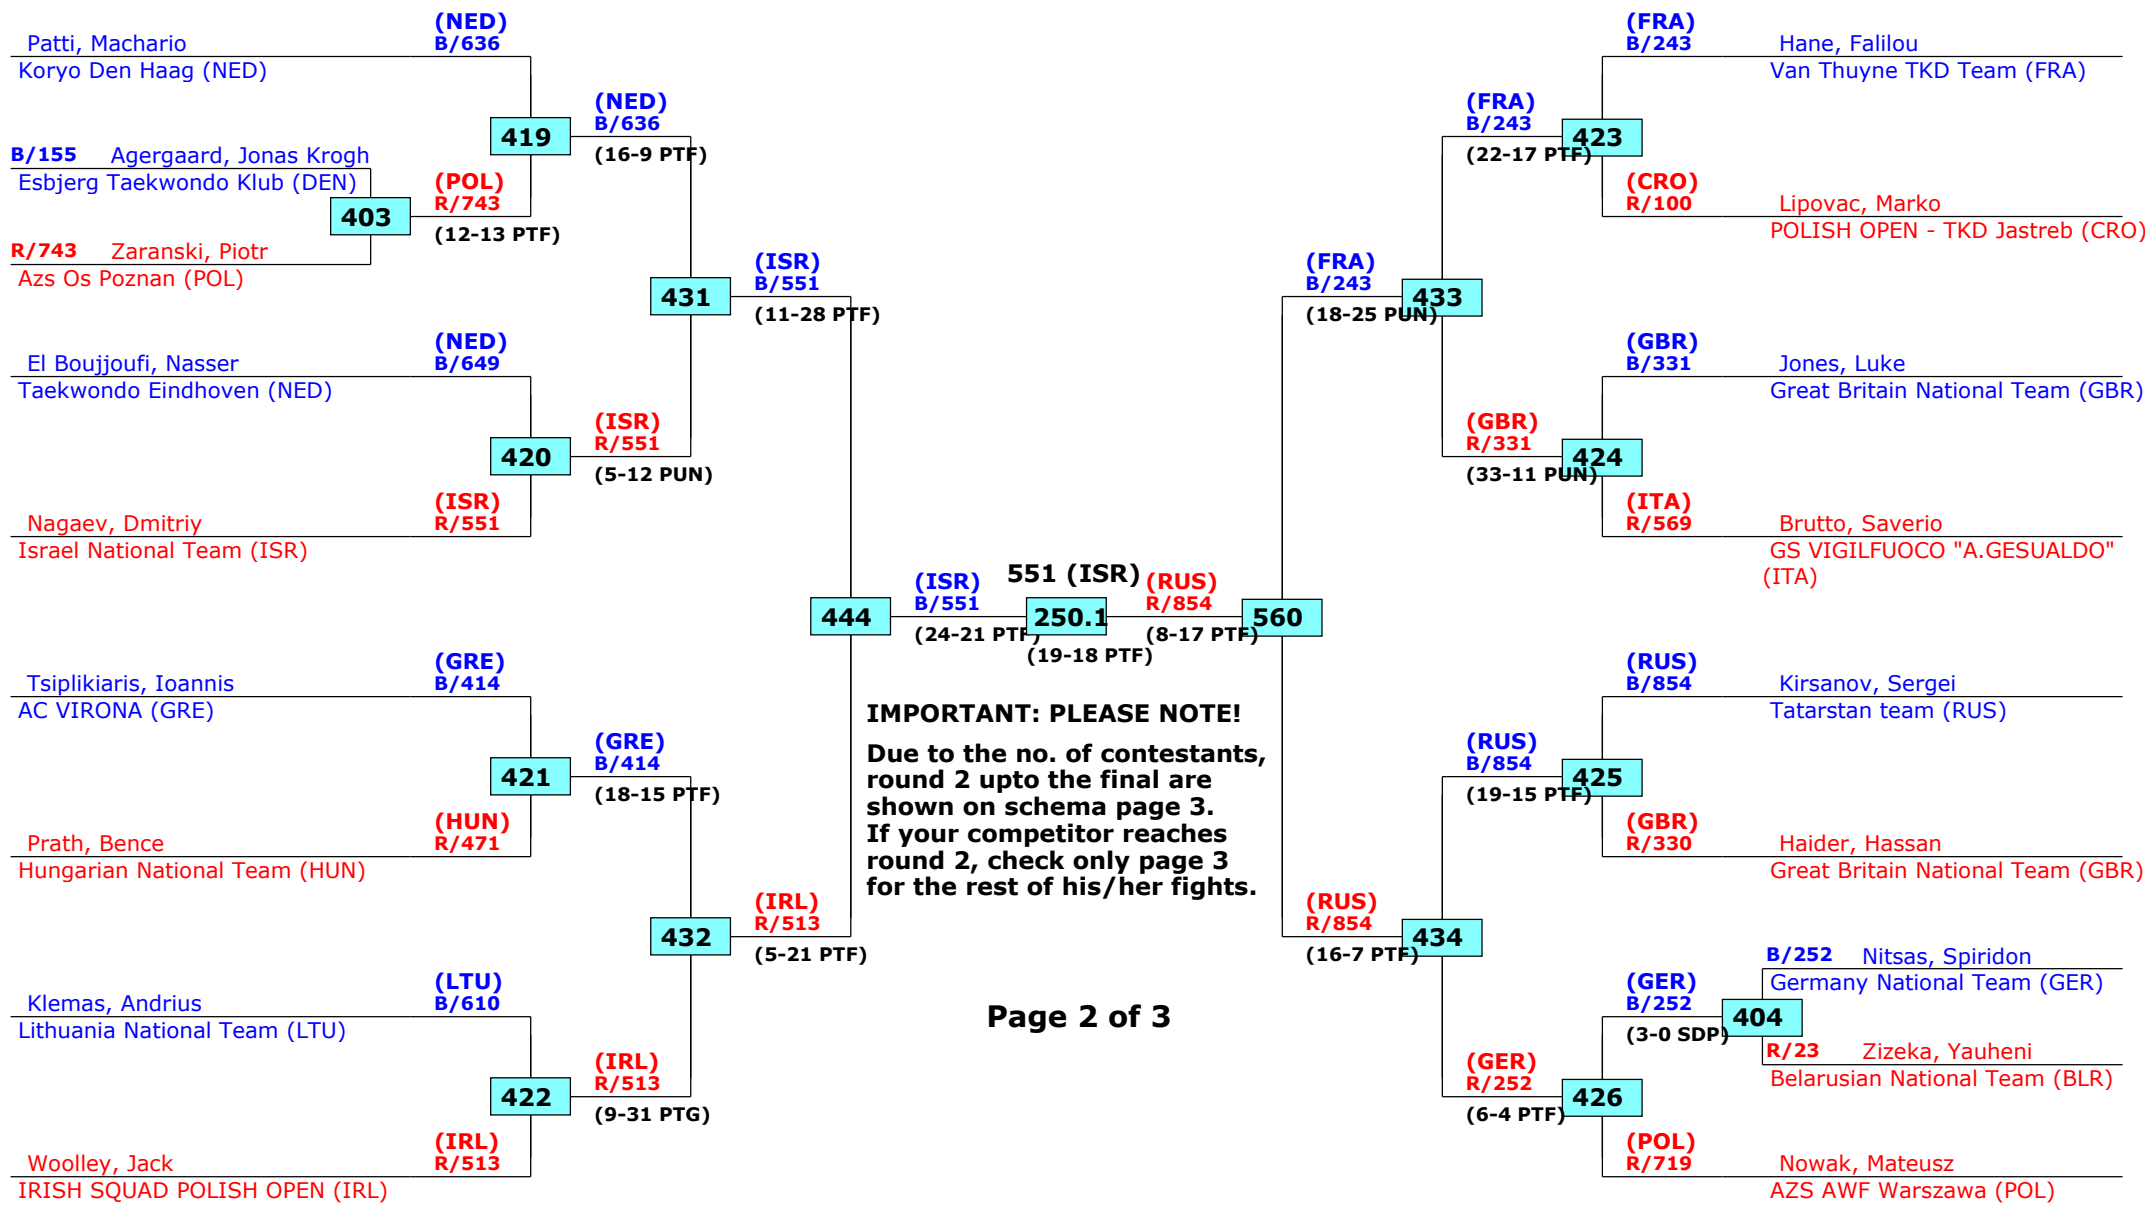 (NED)
Patti, Machario B/636
Koryo Den Haag (NED)
(NED)
B/636
419
(16-9 PTF)
B/155 Agergaard, Jonas Krogh
Esbjerg Taekwondo Klub (DEN)
(POL)
R/743
403
(12-13 PTF)
R/743 Zaranski, Piotr
Azs Os Poznan (POL)
(ISR)
B/551
431
(11-28 PTF)
(NED)
El Boujjoufi, Nasser B/649
Taekwondo Eindhoven (NED)
(ISR)
R/551
420
(5-12 PUN)
(ISR)
Nagaev, Dmitriy R/551
Israel National Team (ISR)
444
(ISR)
B/551
(24-21 PTF)
551 (ISR)
250.1
(19-18 PTF)
(RUS)
R/854
(8-17 PTF)
560
(GRE)
Tsiplikiaris, Ioannis B/414
AC VIRONA (GRE)
(GRE)
B/414
421
(18-15 PTF)
(HUN)
Prath, Bence R/471
Hungarian National Team (HUN)
(IRL)
R/513
432
(5-21 PTF)
(LTU)
Klemas, Andrius B/610
Lithuania National Team (LTU)
(IRL)
R/513
422
(9-31 PTG)
(IRL)
Woolley, Jack R/513
IRISH SQUAD POLISH OPEN (IRL)
IMPORTANT: PLEASE NOTE!
Due to the no. of contestants,
round 2 upto the final are
shown on schema page 3.
If your competitor reaches
round 2, check only page 3
for the rest of his/her fights.
Page 2 of 3
(FRA)
B/243 Hane, Falilou
Van Thuyne TKD Team (FRA)
(FRA)
B/243
423
(22-17 PTF)
(CRO)
R/100 Lipovac, Marko
POLISH OPEN - TKD Jastreb (CRO)
(FRA)
B/243
433
(18-25 PUN)
(GBR)
B/331 Jones, Luke
Great Britain National Team (GBR)
(GBR)
R/331
424
(33-11 PUN)
(ITA)
R/569 Brutto, Saverio
GS VIGILFUOCO "A.GESUALDO"
(ITA)
(RUS)
B/854 Kirsanov, Sergei
Tatarstan team (RUS)
(RUS)
B/854
425
(19-15 PTF)
(GBR)
R/330 Haider, Hassan
Great Britain National Team (GBR)
(RUS)
R/854
434
(16-7 PTF)
B/252 Nitsas, Spiridon
Germany National Team (GER)
(GER)
B/252
404
(3-0 SDP)
R/23 Zizeka, Yauheni
Belarusian National Team (BLR)
(GER)
R/252
426
(6-4 PTF)
(POL)
R/719 Nowak, Mateusz
AZS AWF Warszawa (POL)